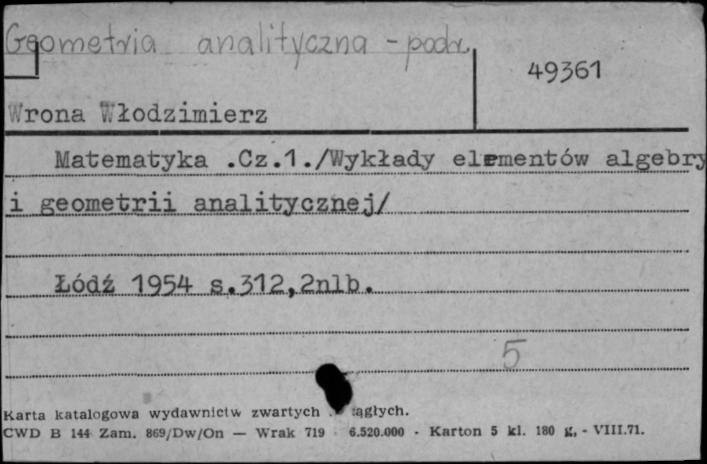 Geometria analityczna - podr.
49361
Wrona Włodzimierz
Matematyka .Cz.1./Wykłady elementów algebry
i geometrii analitycznej/
Łódź 1954 s.312,2nlb.
5
Karta katalogowa wydawnictw zwartych
CWD B 144 Zam. 869/Dw/On — Wrak 719 6.520.000 - Karton 5 kl. 180 g, - VIII.71.